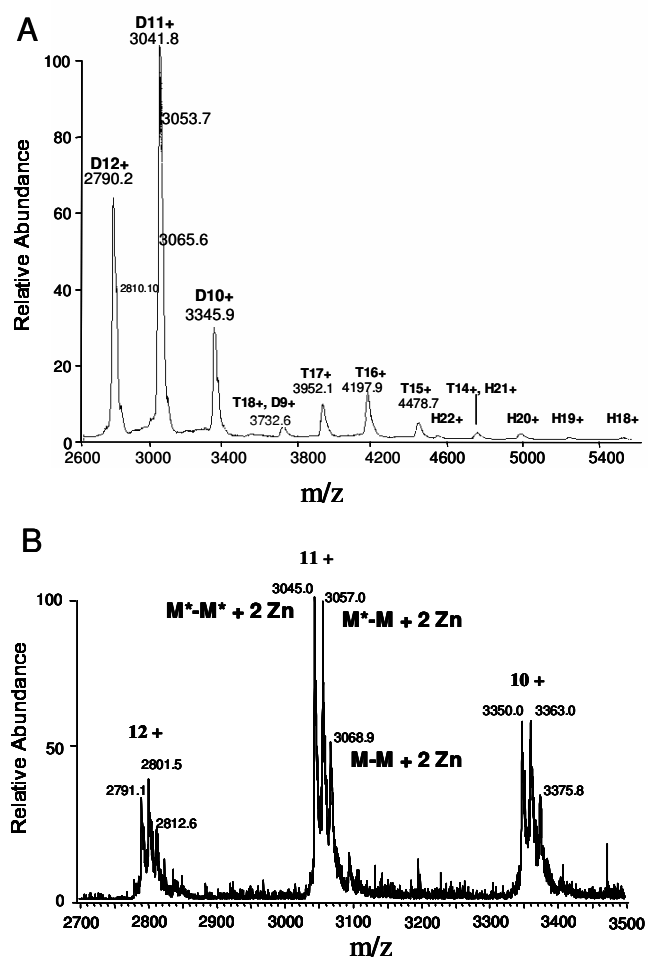 A
D11+
3041.8
100
3053.7
80
D12+
2790.2
60
3065.6
40
2810.10
D10+
3345.9
20
T18+, D9+
3732.6
T17+
3952.1
T16+
4197.9
T15+
4478.7
H22+
T14+, H21+
H20+
H19+
H18+
0
2600
3000
3400
3800
4200
4600
5000
5400
Relative Abundance
m/z
B
11 +
3045.0
3057.0
100
M*-M* + 2 Zn
M*-M + 2 Zn
10 +
3350.0
3363.0
12 +
3068.9
50
2801.5
M-M + 2 Zn
2791.1
3375.8
2812.6
0
2700
2800
2900
3000
3100
3200
3300
3400
3500
Relative Abundance
m/z